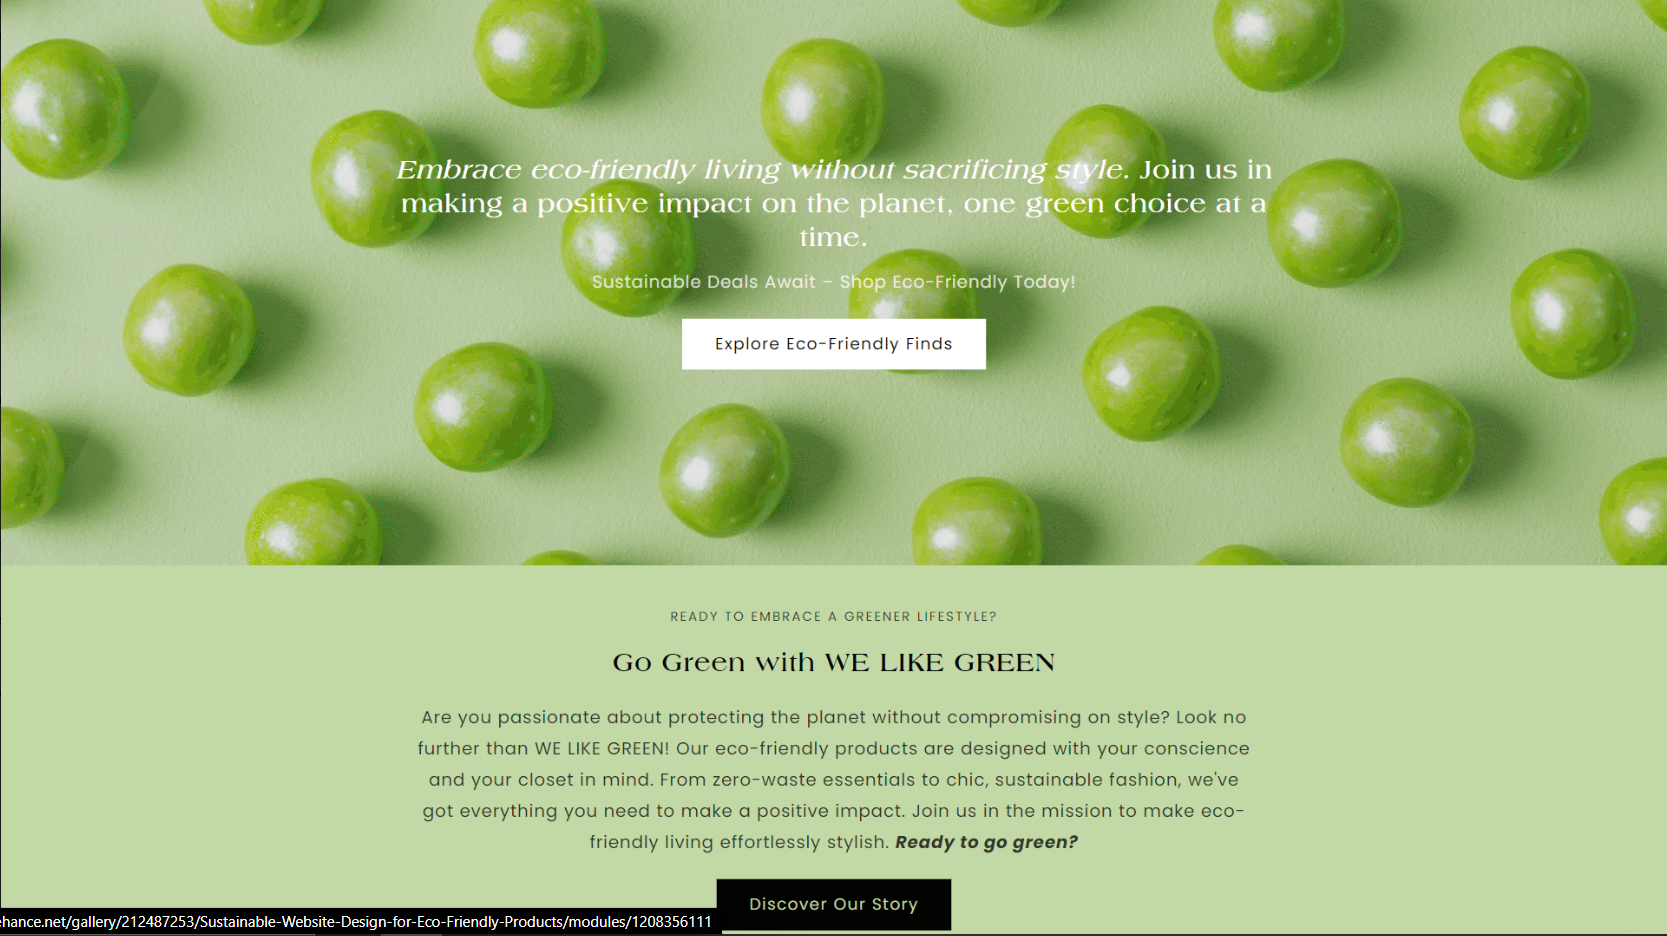 Embrace eco-friendly living without sacrificing style. Join us in
making a positive impact on the planet, one green choice at a
time.
Sustainable Deals Await – Shop Eco-Friendly Today!
Explore Eco-Friendly Finds
READY TO EMBRACE A GREENER LIFESTYLE?
Go Green with WE LIKE GREEN
Are you passionate about protecting the planet without compromising on style? Look no
further than WE LIKE GREEN! Our eco-friendly products are designed with your conscience
and your closet in mind. From zero-waste essentials to chic, sustainable fashion, we've
got everything you need to make a positive impact. Join us in the mission to make eco-
friendly living effortlessly stylish. Ready to go green?
Discover Our Story
ehance.net/gallery/212487253/Sustainable-Website-Design-for-Eco-Friendly-Products/modules/1208356111